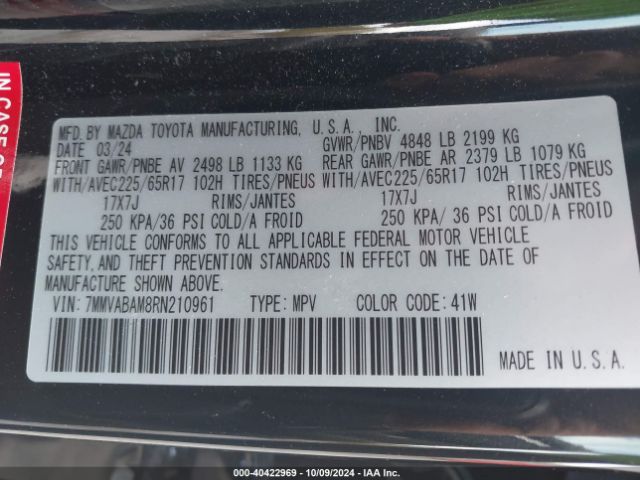 IN CASE OF
MFD. BY MAZDA TOYOTA MANUFACTURING, U.S.A., INC.
DATE 03/24 GVWR/PNBV 4848 LB 2199 KG
FRONT GAWR/PNBE AV 2498 LB 1133 KG REAR GAWR/PNBE AR 2379 LB 1079 KG
WITH/AVEC225/65R17 102H TIRES/PNEUS WITH/AVEC225/65R17 102H TIRES/PNEUS
17X7J RIMS/JANTES 17X7J RIMS/JANTES
250 KPA/36 PSI COLD/A FROID 250 KPA/ 36 PSI COLD/A FROID
THIS VEHICLE CONFORMS TO ALL APPLICABLE FEDERAL MOTOR VEHICLE
SAFETY, AND THEFT PREVENTION STANDARDS IN EFFECT ON THE DATE OF
MANUFACTURE SHOWN ABOVE.
VIN: 7MMVABAM8RN210961 TYPE: MPV COLOR CODE: 41W
MADE IN U.S.A.
000-40422969 - 10/09/2024 - IAA Inc.